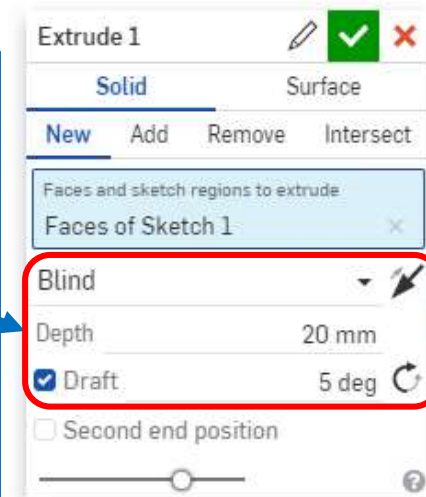 Extrude 1
Solid Surface
New Add Remove Intersect
Faces and sketch regions to extrude
Faces of Sketch 1
Blind
Depth 20 mm
Draft 5 deg
Second end position